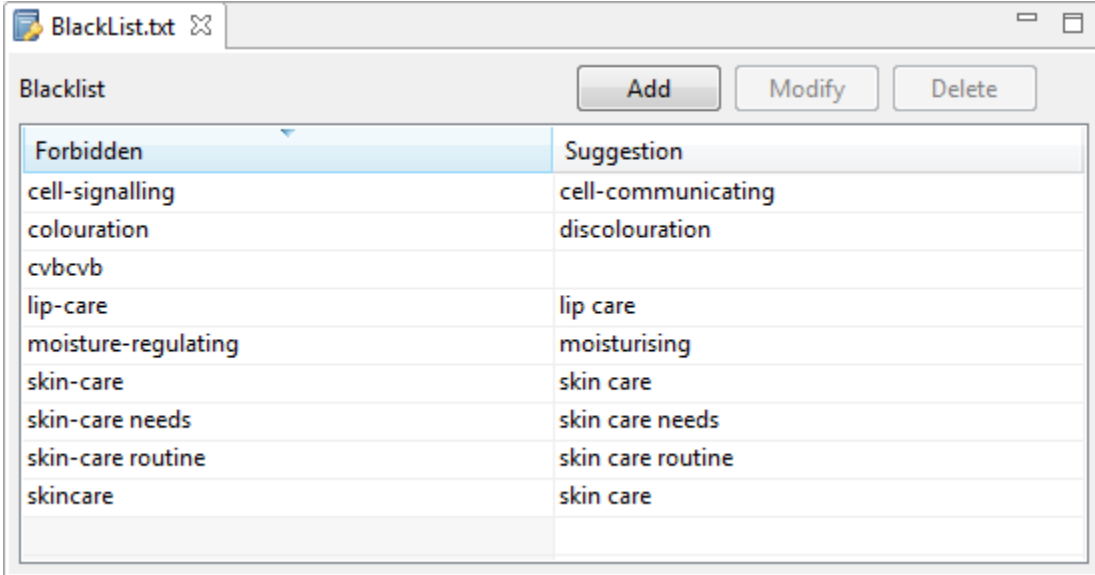 BlackList.txt
Blacklist Add Modify Delete
Forbidden Suggestion
cell-signalling cell-communicating
colouration discolouration
cvbcvb
lip-care lip care
moisture-regulating moisturising
skin-care skin care
skin-care needs skin care needs
skin-care routine skin care routine
skincare skin care